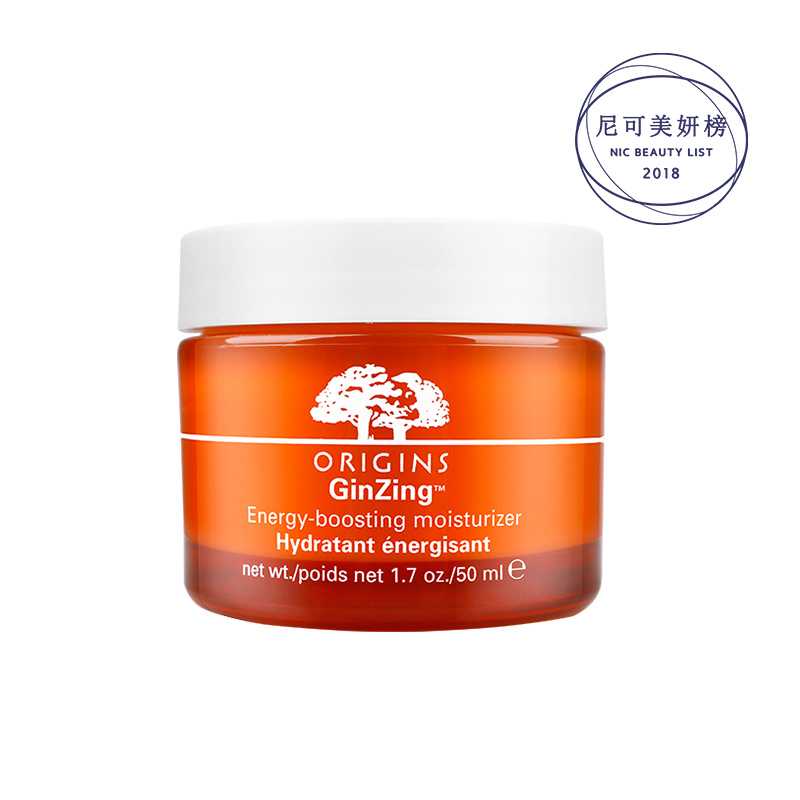 尼可美妍榜
NIC BEAUTY LIST
2018
ORIGINS
GinZing™
Energy-boosting moisturizer
Hydratant énergisant
net wt./poids net 1.7 oz./50 ml ℮